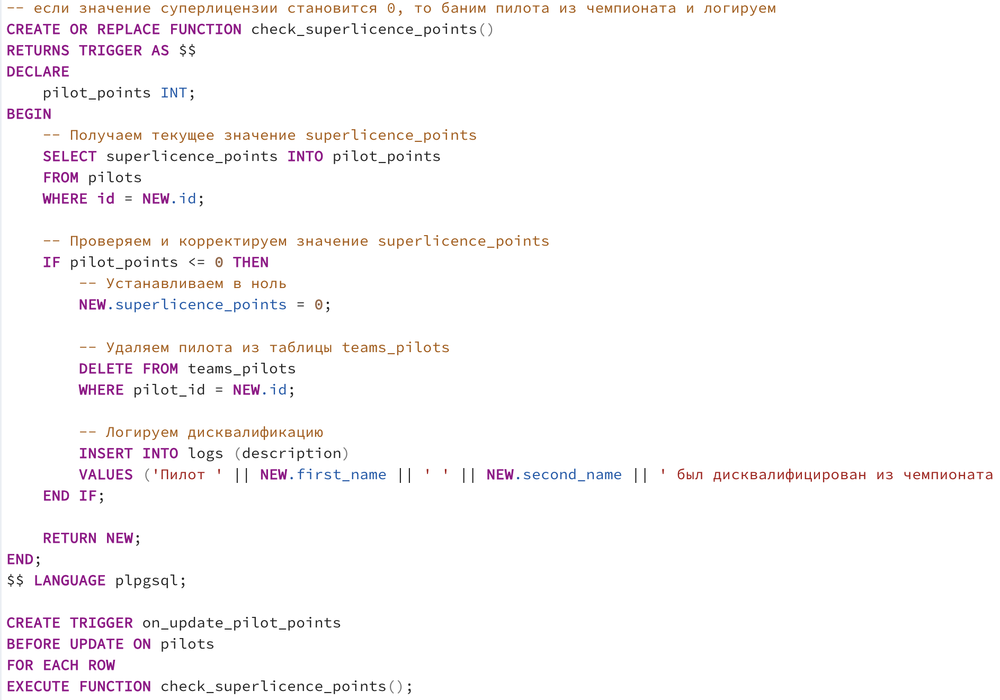 -- если значение суперлицензии становится 0, то баним пилота из чемпионата и логируем
CREATE OR REPLACE FUNCTION check_superlicence_points()
RETURNS TRIGGER AS $$
DECLARE
    pilot_points INT;
BEGIN
    -- Получаем текущее значение superlicence_points
    SELECT superlicence_points INTO pilot_points
    FROM pilots
    WHERE id = NEW.id;

    -- Проверяем и корректируем значение superlicence_points
    IF pilot_points <= 0 THEN
        -- Устанавливаем в ноль
        NEW.superlicence_points = 0;

        -- Удаляем пилота из таблицы teams_pilots
        DELETE FROM teams_pilots
        WHERE pilot_id = NEW.id;

        -- Логируем дисквалификацию
        INSERT INTO logs (description)
        VALUES ('Пилот ' || NEW.first_name || ' ' || NEW.second_name || ' был дисквалифицирован из чемпионата
    END IF;

    RETURN NEW;
END;
$$ LANGUAGE plpgsql;

CREATE TRIGGER on_update_pilot_points
BEFORE UPDATE ON pilots
FOR EACH ROW
EXECUTE FUNCTION check_superlicence_points();